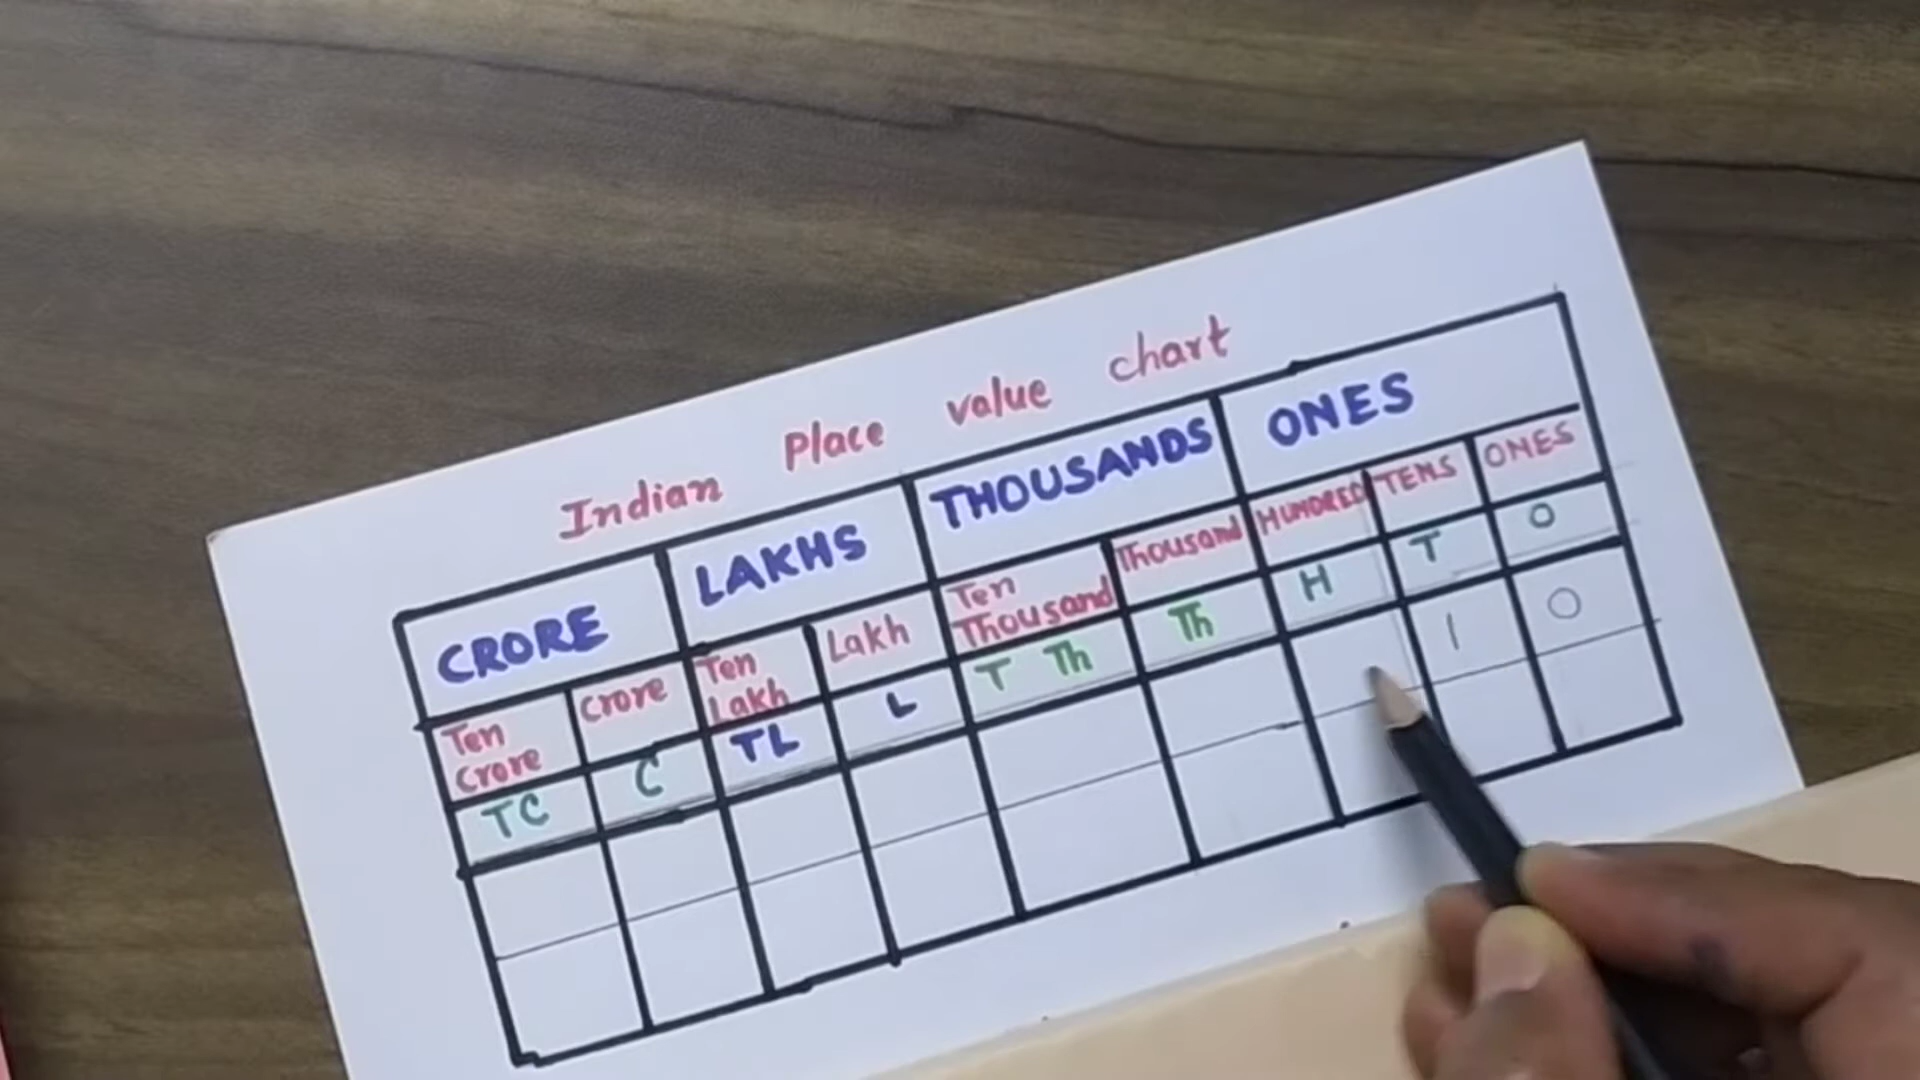 Indian Place value chart
CRORE LAKHS THOUSANDS ONES
Ten Crore Crore Ten Lakh Lakh Ten Thousand Thousand HUNDRED TENS ONES
TC C TL L T Th Th H T O
1 0